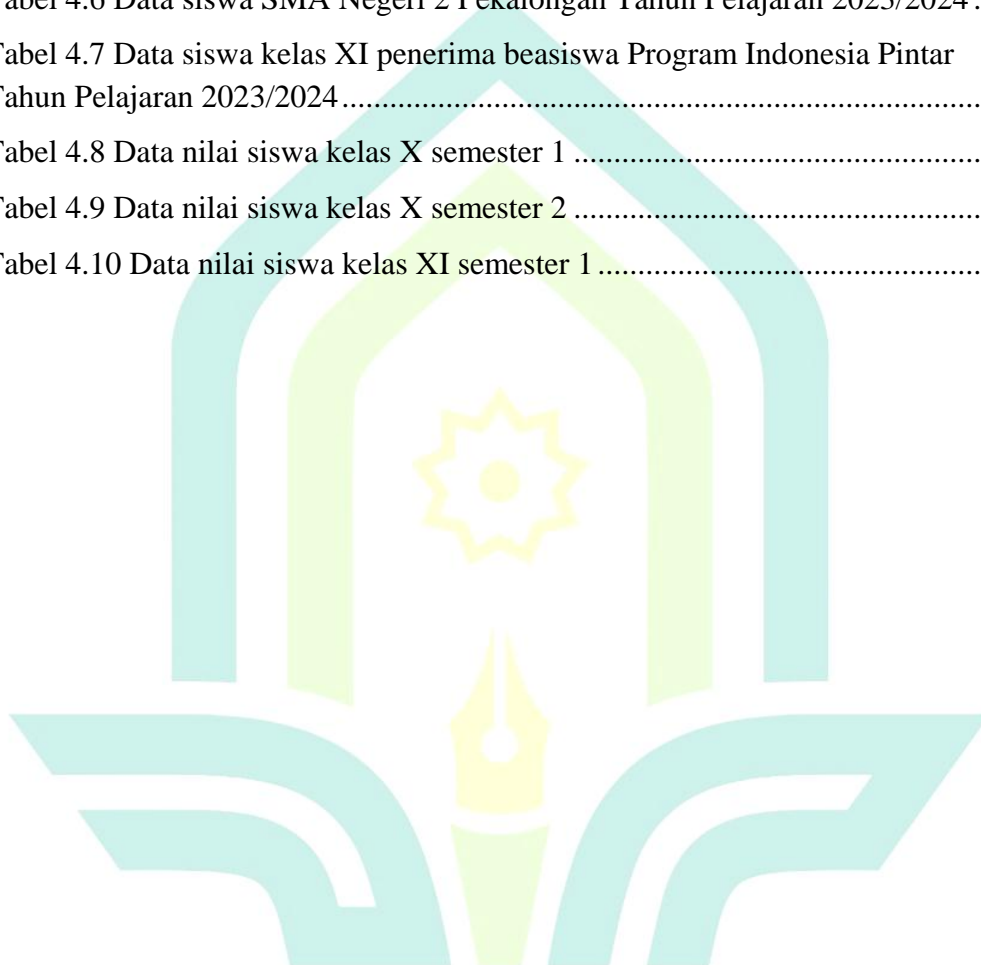 Tabel 4.6 Data siswa SMA Negeri 2 Pekalongan Tahun Pelajaran 2023/2024 .
Tabel 4.7 Data siswa kelas XI penerima beasiswa Program Indonesia Pintar
Tahun Pelajaran 2023/2024 ................................................................................
Tabel 4.8 Data nilai siswa kelas X semester 1 ...................................................
Tabel 4.9 Data nilai siswa kelas X semester 2 ...................................................
Tabel 4.10 Data nilai siswa kelas XI semester 1 ................................................